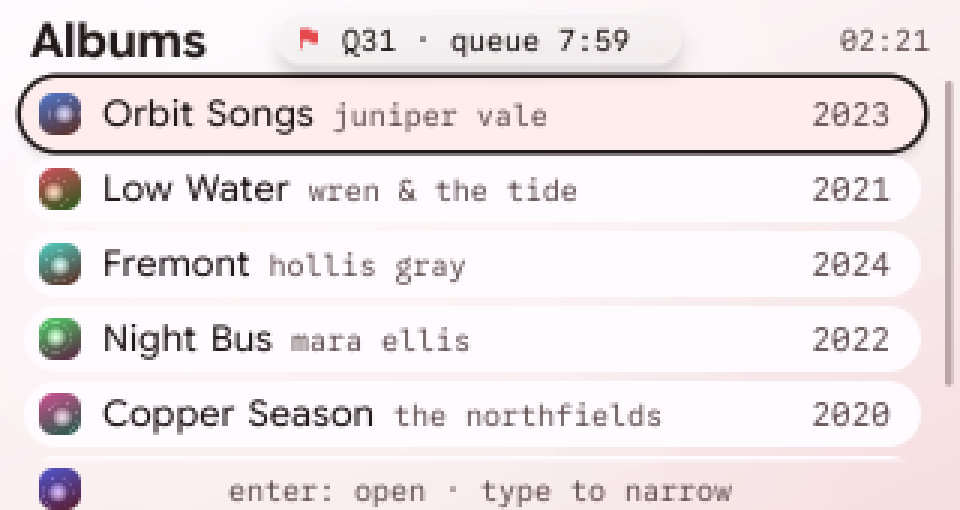 Albums Q31 · queue 7:59 02:21
Orbit Songs juniper vale 2023
Low Water wren & the tide 2021
Fremont hollis gray 2024
Night Bus mara ellis 2022
Copper Season the northfields 2020
enter: open · type to narrow